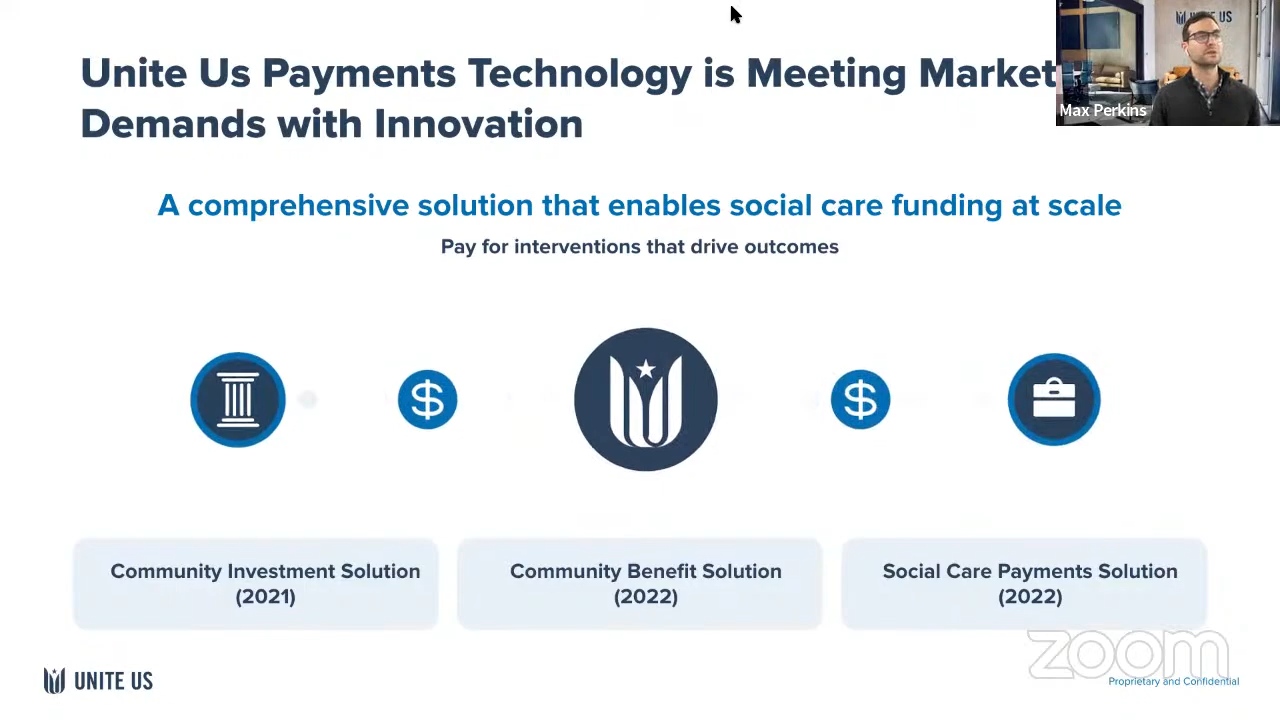 UNITE US
Unite Us Payments Technology is Meeting Market
Demands with Innovation
Max Perkins
A comprehensive solution that enables social care funding at scale
Pay for interventions that drive outcomes
$
$
Community Investment Solution
(2021)
Community Benefit Solution
(2022)
Social Care Payments Solution
(2022)
zoom
UNITE US
Proprietary and Confidential